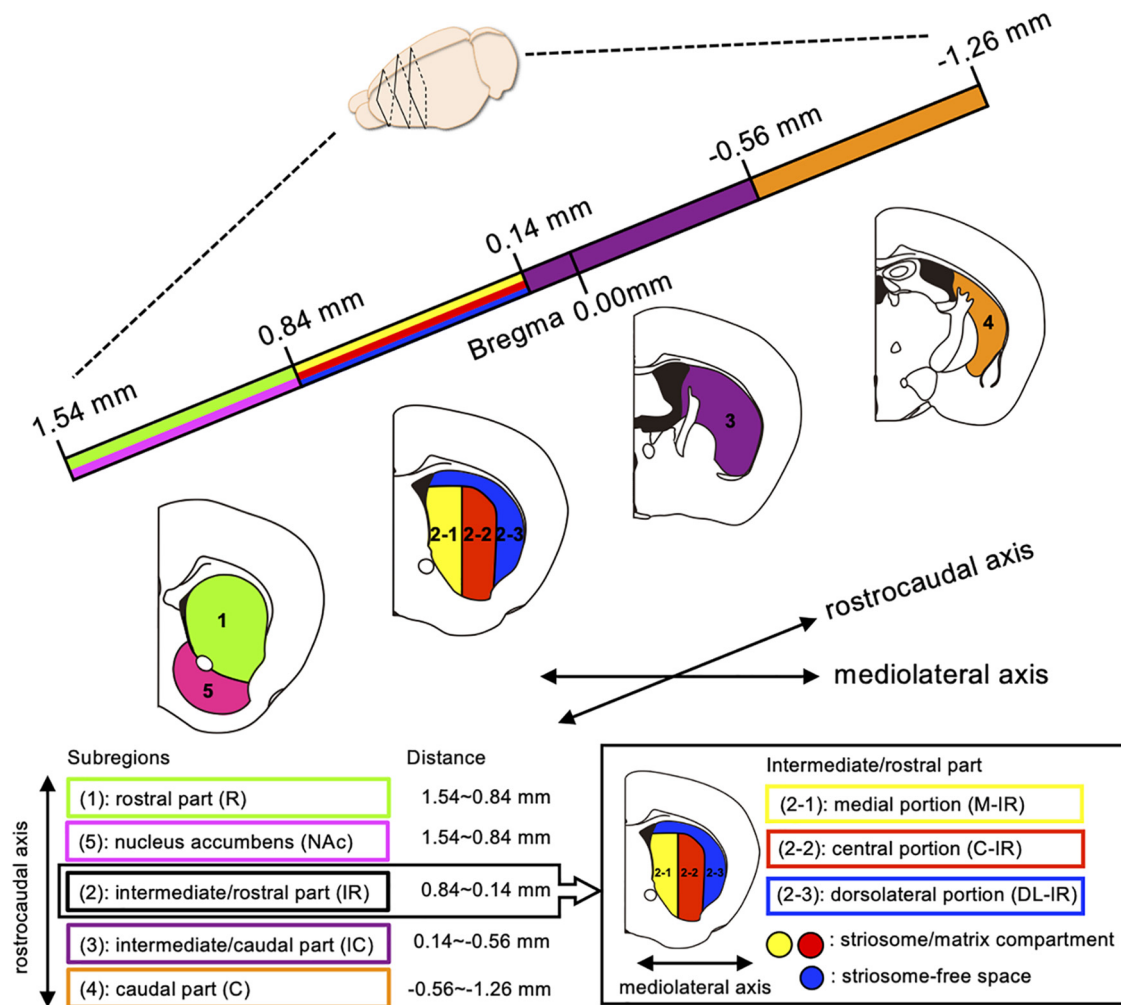 -1.26 mm
-0.56 mm
0.14 mm
0.84 mm
1.54 mm
Bregma 0.00mm
4
3
2-1 2-2 2-3
1
5
rostrocaudal axis
mediolateral axis
Subregions Distance
(1): rostral part (R) 1.54~0.84 mm
(5): nucleus accumbens (NAc) 1.54~0.84 mm
(2): intermediate/rostral part (IR) 0.84~0.14 mm
(3): intermediate/caudal part (IC) 0.14~-0.56 mm
(4): caudal part (C) -0.56~-1.26 mm
rostrocaudal axis
Intermediate/rostral part
(2-1): medial portion (M-IR)
(2-2): central portion (C-IR)
(2-3): dorsolateral portion (DL-IR)
2-1 2-2 2-3
: striosome/matrix compartment
: striosome-free space
mediolateral axis